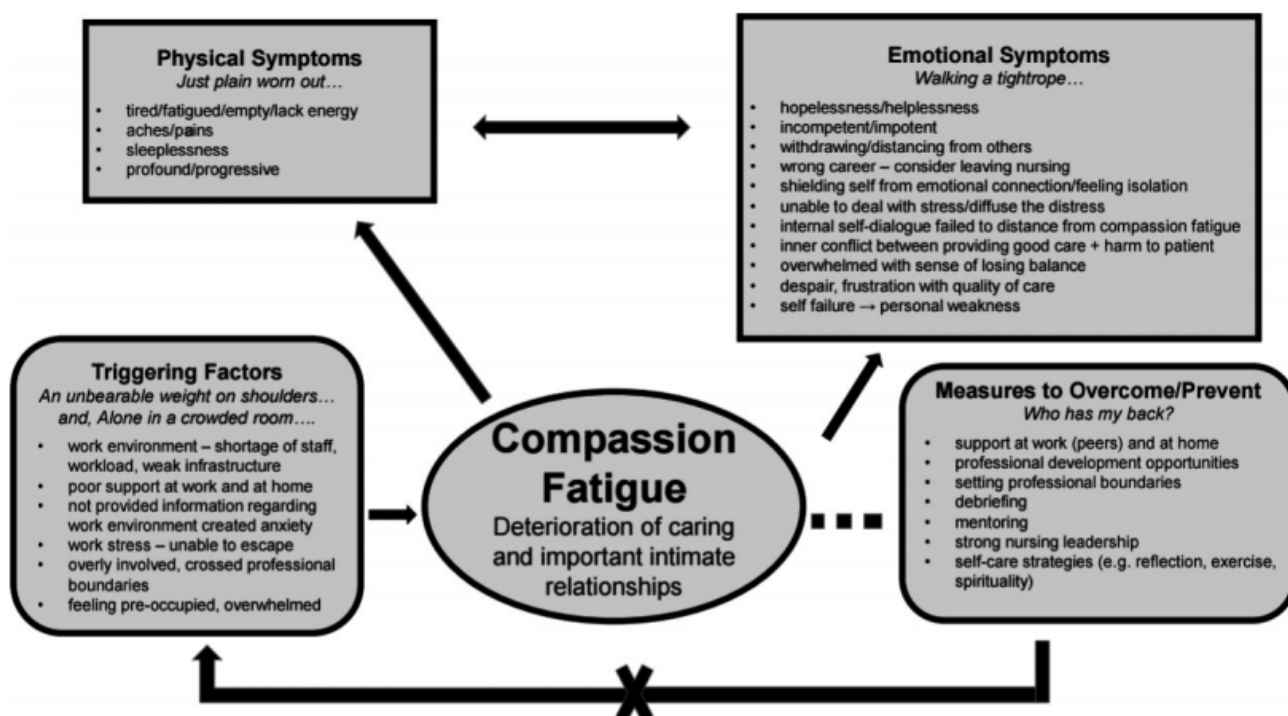 Physical Symptoms
Just plain worn out…
• tired/fatigued/empty/lack energy
• aches/pains
• sleeplessness
• profound/progressive
Emotional Symptoms
Walking a tightrope…
• hopelessness/helplessness
• incompetent/impotent
• withdrawing/distancing from others
• wrong career – consider leaving nursing
• shielding self from emotional connection/feeling isolation
• unable to deal with stress/diffuse the distress
• internal self-dialogue failed to distance from compassion fatigue
• inner conflict between providing good care + harm to patient
• overwhelmed with sense of losing balance
• despair, frustration with quality of care
• self failure → personal weakness
Triggering Factors
An unbearable weight on shoulders…
and, Alone in a crowded room….
• work environment – shortage of staff,
workload, weak infrastructure
• poor support at work and at home
• not provided information regarding
work environment created anxiety
• work stress – unable to escape
• overly involved, crossed professional
boundaries
• feeling pre-occupied, overwhelmed
Compassion
Fatigue
Deterioration of caring
and important intimate
relationships
Measures to Overcome/Prevent
Who has my back?
• support at work (peers) and at home
• professional development opportunities
• setting professional boundaries
• debriefing
• mentoring
• strong nursing leadership
• self-care strategies (e.g. reflection, exercise,
spirituality)
X